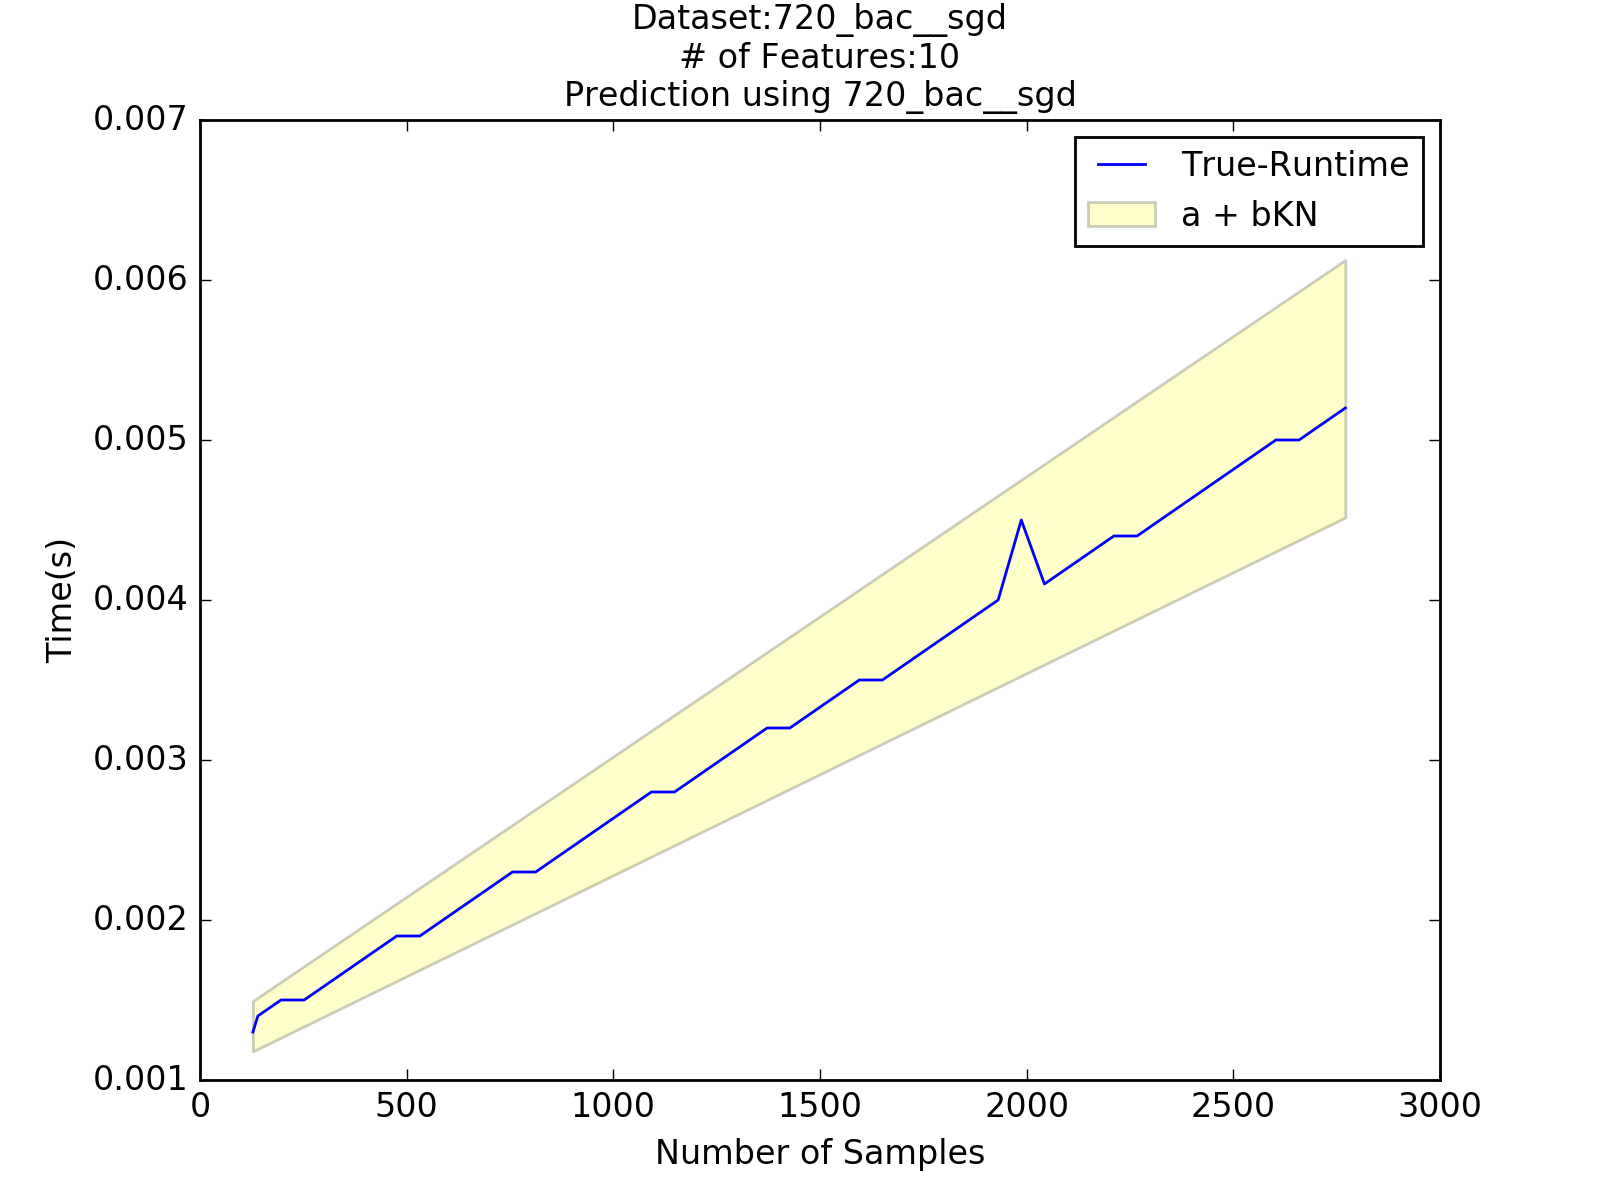 Dataset:720_bac__sgd
# of Features:10
Prediction using 720_bac__sgd
0.007
0.006
0.005
0.004
0.003
0.002
0.001
Time(s)
True-Runtime
a + bKN
0 500 1000 1500 2000 2500 3000
Number of Samples